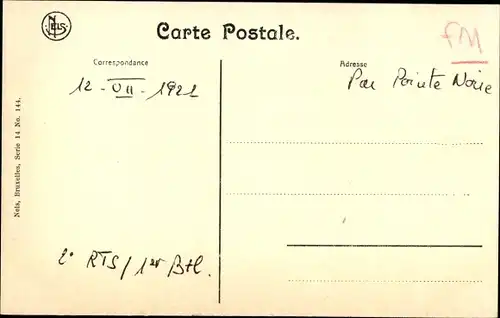 NELS
Carte Postale.
FM
Correspondance
Adresse
12 - VII - 1921
Par Pointe Noire
Nels, Bruxelles, Serie 14 No. 144.
2e RTS / 1er Btl.